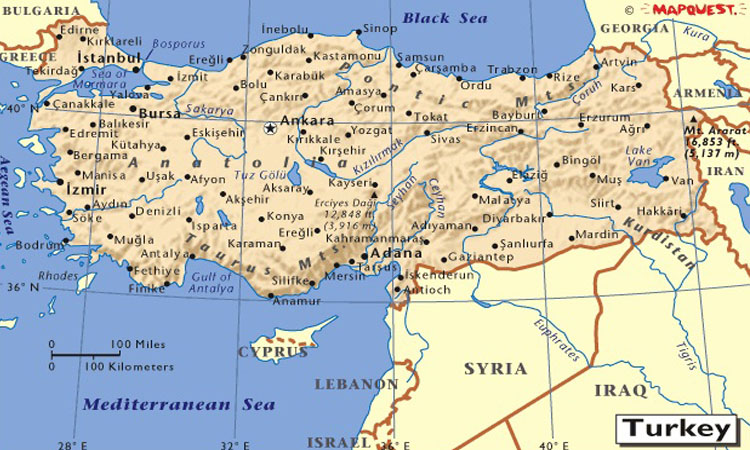 © MAPQUEST.
BULGARIA
Black Sea
GEORGIA
Kura
Edirne
Kırklareli
İstanbul
Bosporus
Ereğli
Zonguldak
İnebolu
Sinop
Kastamonu
Samsun
Çarşamba
Trabzon
Rize
Artvin
GREECE
Tekirdağ
Sea of
Marmara
İzmit
Karabük
Bolu
Amasya
Pontic Mts.
Ordu
Çoruh
Kars
ARMENIA
Yalova
Çankırı
Çorum
Tokat
Bayburt
40° N
Çanakkale
Bursa
Sakarya
Ankara
Erzincan
Erzurum
Ağrı
40° N
Mt. Ararat
16,853 ft.
(5,137 m)
Balıkesir
Edremit
Eskişehir
Kırıkkale
Yozgat
Sivas
Kütahya
Bergama
Anatolia
Kırşehir
Kızılırmak
Bingöl
Lake
Van
IRAN
Aegean Sea
Manisa
Uşak
Afyon
Tuz Gölü
Aksaray
Kayseri
Seyhan
Ceyhan
Elazığ
Muş
Van
İzmir
Aydın
Akşehir
Erciyes Dağı
12,848 ft
(3,916 m)
Malatya
Siirt
Hakkâri
Söke
Denizli
Isparta
Konya
Ereğli
Adıyaman
Diyarbakır
Kurdistan
Bodrum
Muğla
Antalya
Taurus Mts.
Karaman
Kahramanmaraş
Adana
Gaziantep
Şanlıurfa
Mardin
Rhodes
Fethiye
Gulf of
Antalya
Silifke
Mersin
Tarsus
İskenderun
36° N
Finike
Anamur
Antioch
36° N
0 100 Miles
0 100 Kilometers
CYPRUS
Euphrates
Tigris
LEBANON
SYRIA
IRAQ
Mediterranean Sea
ISRAEL
28° E
32° E
36° E
40° E
Turkey